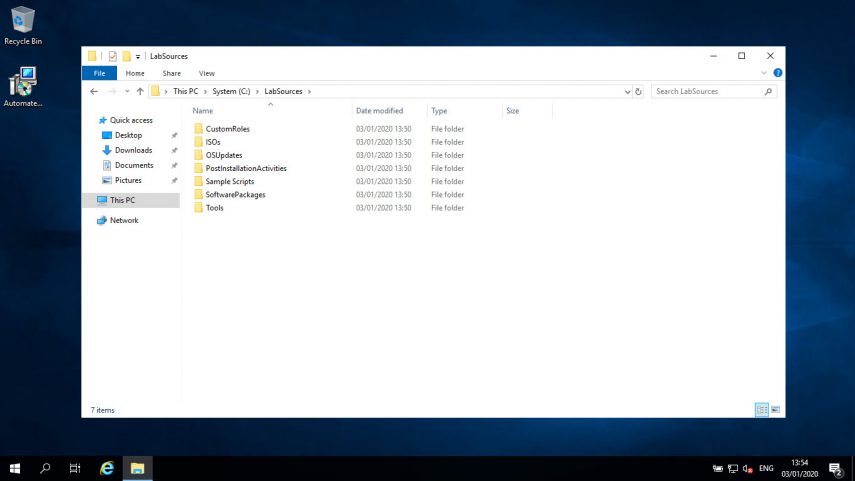 Recycle Bin
Automate...
LabSources
File Home Share View
This PC System (C:) LabSources
Search LabSources
Name Date modified Type Size
Quick access
Desktop
Downloads
Documents
Pictures
This PC
Network
CustomRoles 03/01/2020 13:50 File folder
ISOs 03/01/2020 13:50 File folder
OSUpdates 03/01/2020 13:50 File folder
PostInstallationActivities 03/01/2020 13:50 File folder
Sample Scripts 03/01/2020 13:50 File folder
SoftwarePackages 03/01/2020 13:50 File folder
Tools 03/01/2020 13:50 File folder
7 items
ENG
13:54
03/01/2020
2